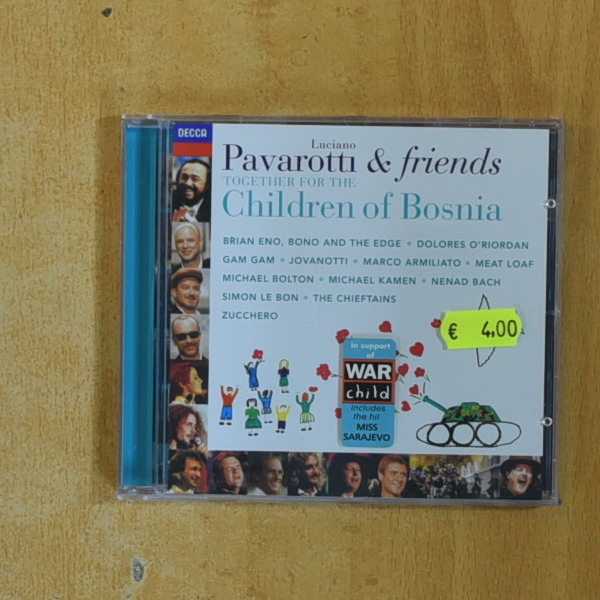 DECCA
Luciano
Pavarotti & friends
TOGETHER FOR THE
Children of Bosnia
BRIAN ENO, BONO AND THE EDGE • DOLORES O'RIORDAN
GAM GAM • JOVANOTTI • MARCO ARMILIATO • MEAT LOAF
MICHAEL BOLTON • MICHAEL KAMEN • NENAD BACH
SIMON LE BON • THE CHIEFTAINS
ZUCCHERO
€ 4,00
in support
of
WAR
child
includes
the hit
MISS
SARAJEVO